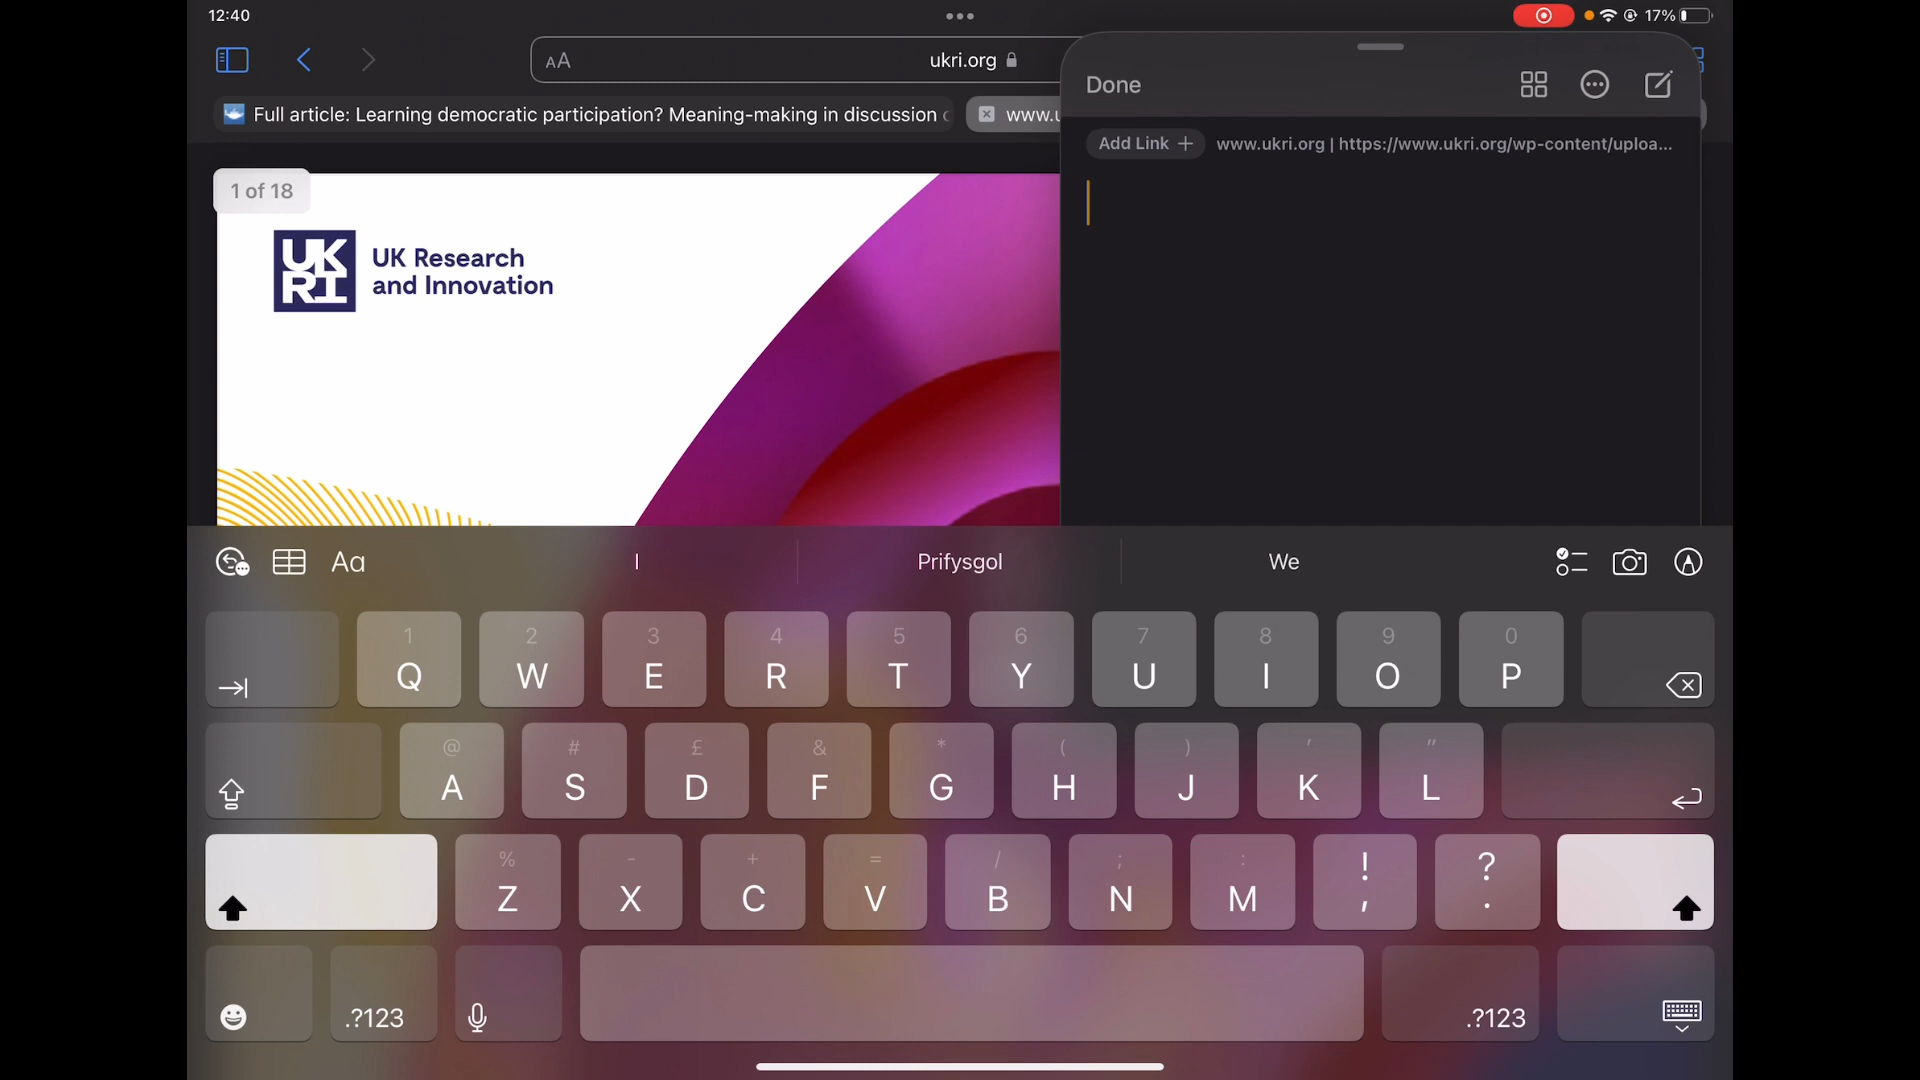 12:40
17%
AA
ukri.org
Full article: Learning democratic participation? Meaning-making in discussion
www.u
Done
Add Link +
www.ukri.org | https://www.ukri.org/wp-content/uploa...
1 of 18
UK
RI
UK Research
and Innovation
Aa
I
Prifysgol
We
1 2 3 4 5 6 7 8 9 0
Q W E R T Y U I O P
@ # £ & * ( ) ' "
A S D F G H J K L
% - + = / ; : ! ?
Z X C V B N M , .
.?123
.?123